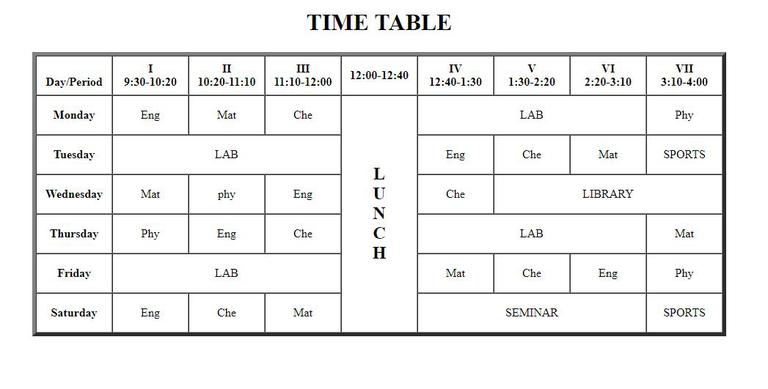 TIME TABLE
Day/Period I 9:30-10:20 II 10:20-11:10 III 11:10-12:00 12:00-12:40 IV 12:40-1:30 V 1:30-2:20 VI 2:20-3:10 VII 3:10-4:00
Monday Eng Mat Che LUNCH LAB Phy
Tuesday LAB Eng Che Mat SPORTS
Wednesday Mat phy Eng Che LIBRARY
Thursday Phy Eng Che LAB Mat
Friday LAB Mat Che Eng Phy
Saturday Eng Che Mat SEMINAR SPORTS